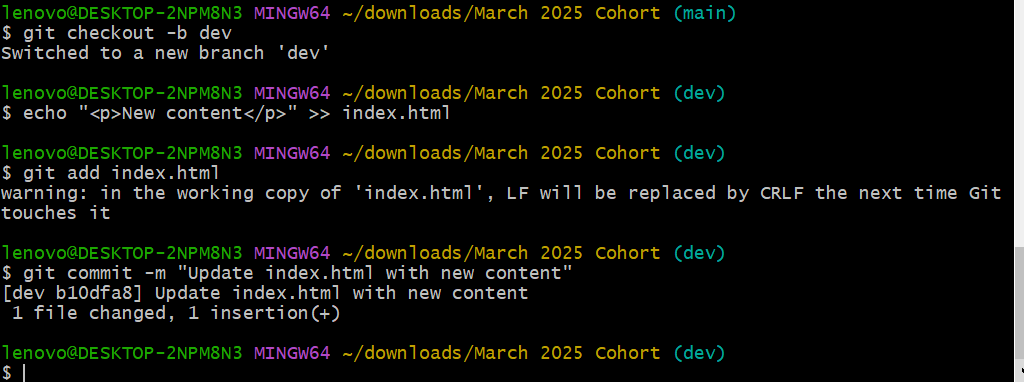 lenovo@DESKTOP-2NPM8N3 MINGW64 ~/downloads/March 2025 Cohort (main)
$ git checkout -b dev
Switched to a new branch 'dev'
lenovo@DESKTOP-2NPM8N3 MINGW64 ~/downloads/March 2025 Cohort (dev)
$ echo "<p>New content</p>" >> index.html
lenovo@DESKTOP-2NPM8N3 MINGW64 ~/downloads/March 2025 Cohort (dev)
$ git add index.html
warning: in the working copy of 'index.html', LF will be replaced by CRLF the next time Git
touches it
lenovo@DESKTOP-2NPM8N3 MINGW64 ~/downloads/March 2025 Cohort (dev)
$ git commit -m "Update index.html with new content"
[dev b10dfa8] Update index.html with new content
 1 file changed, 1 insertion(+)
lenovo@DESKTOP-2NPM8N3 MINGW64 ~/downloads/March 2025 Cohort (dev)
$